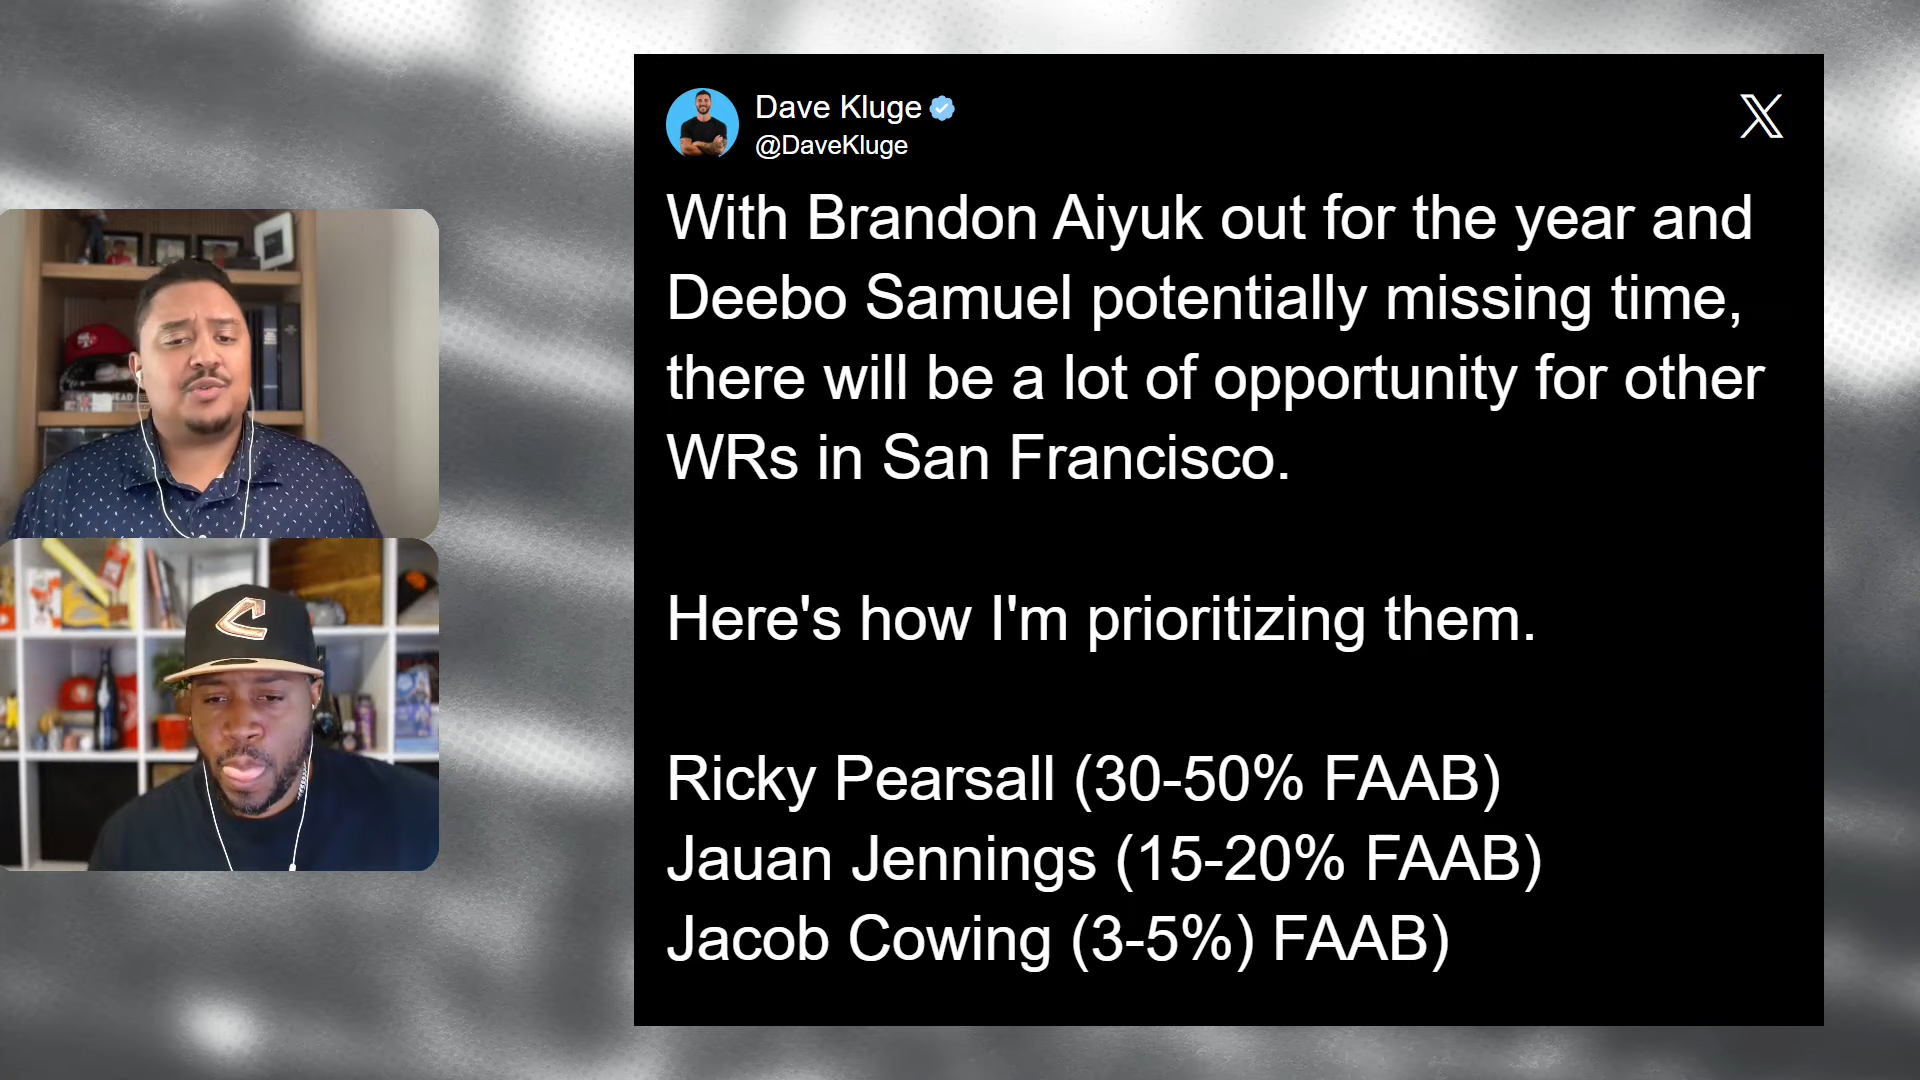 Dave Kluge
@DaveKluge
With Brandon Aiyuk out for the year and
Deebo Samuel potentially missing time,
there will be a lot of opportunity for other
WRs in San Francisco.
Here's how I'm prioritizing them.
Ricky Pearsall (30-50% FAAB)
Jauan Jennings (15-20% FAAB)
Jacob Cowing (3-5%) FAAB)
C